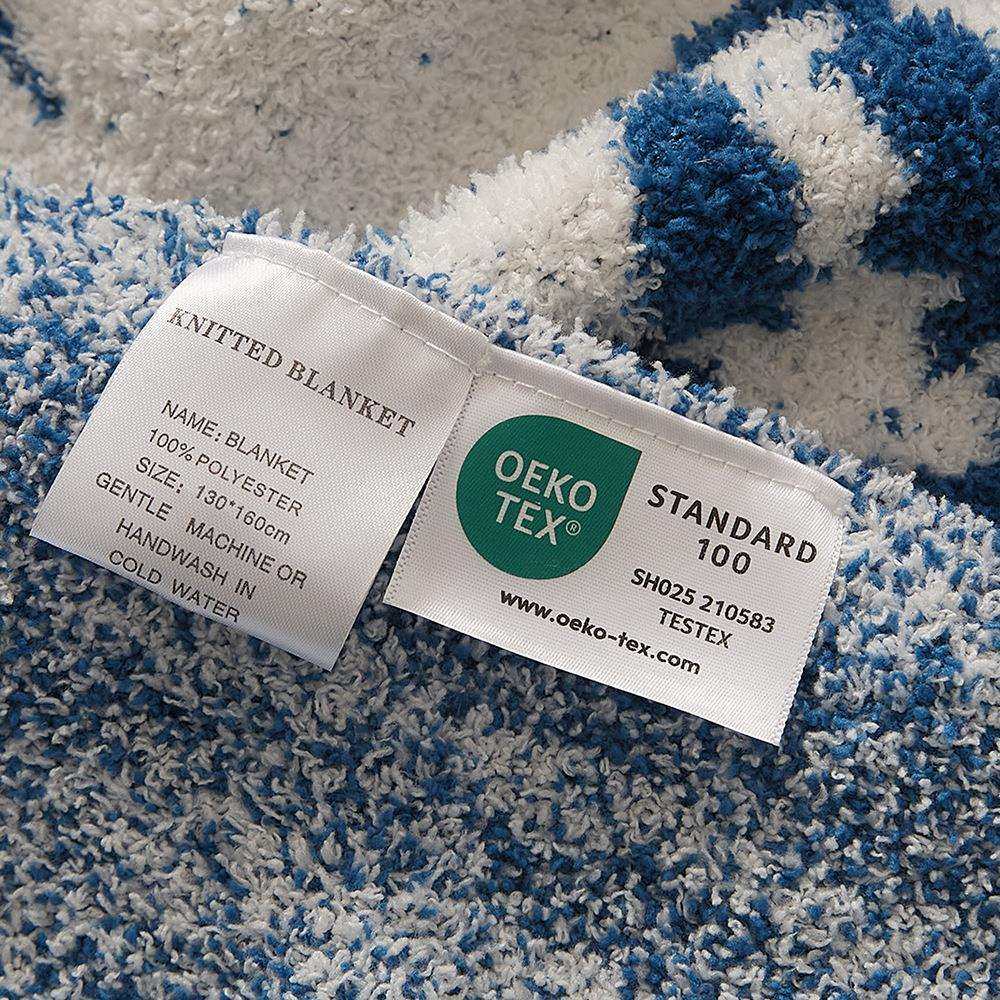 KNITTED BLANKET
NAME: BLANKET
100% POLYESTER
SIZE: 130*160cm
GENTLE MACHINE OR
HANDWASH IN
COLD WATER
OEKO
TEX®
STANDARD
100
SH025 210583
TESTEX
www.oeko-tex.com